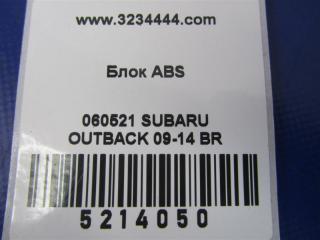 www.3234444.com
Блок ABS
060521 SUBARU
OUTBACK 09-14 BR
5214050